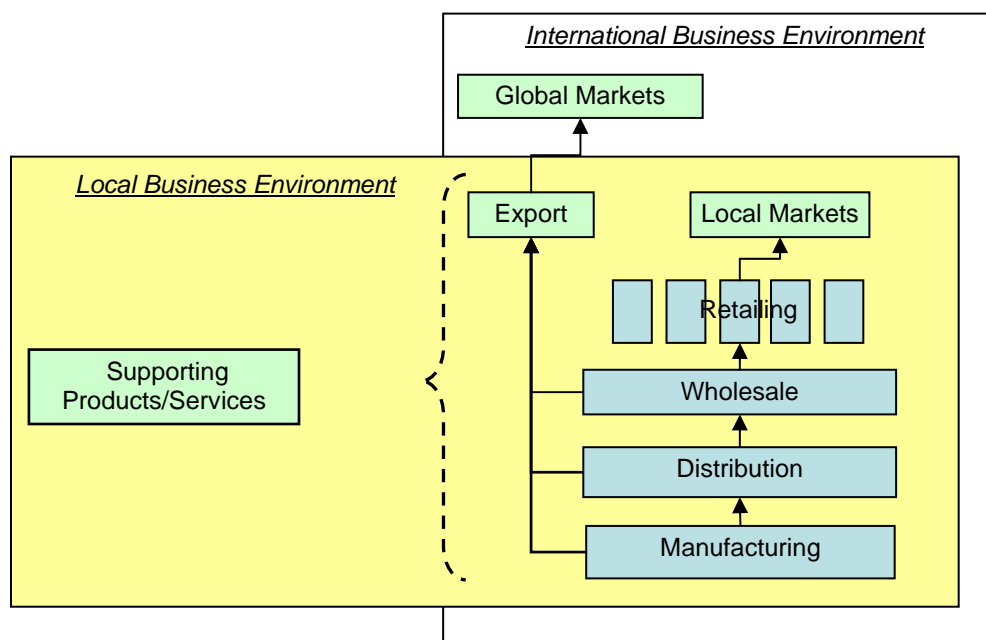 International Business Environment
Global Markets
Local Business Environment
Export
Local Markets
Retailing
Supporting
Products/Services
Wholesale
Distribution
Manufacturing